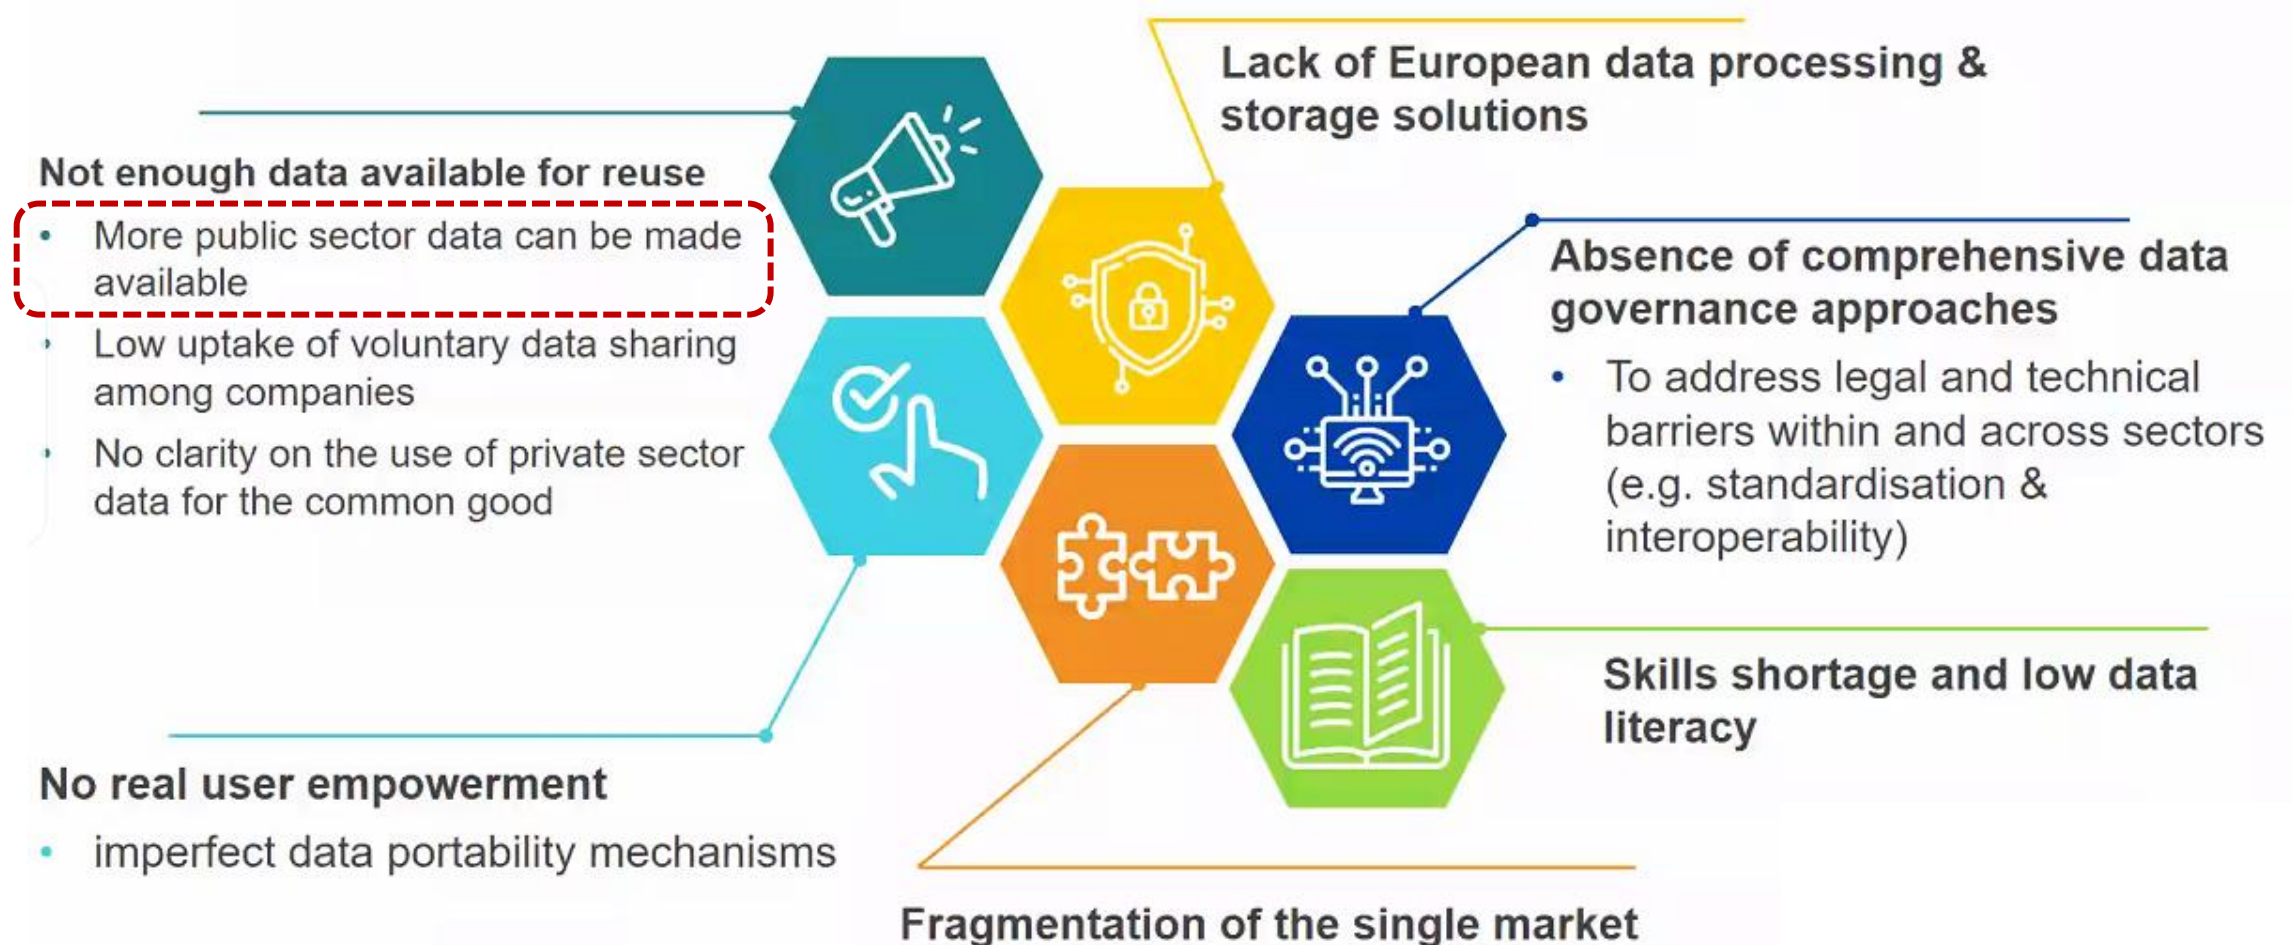 Not enough data available for reuse
• More public sector data can be made
available
• Low uptake of voluntary data sharing
among companies
• No clarity on the use of private sector
data for the common good
No real user empowerment
• imperfect data portability mechanisms
Lack of European data processing &
storage solutions
Absence of comprehensive data
governance approaches
• To address legal and technical
barriers within and across sectors
(e.g. standardisation &
interoperability)
Skills shortage and low data
literacy
Fragmentation of the single market